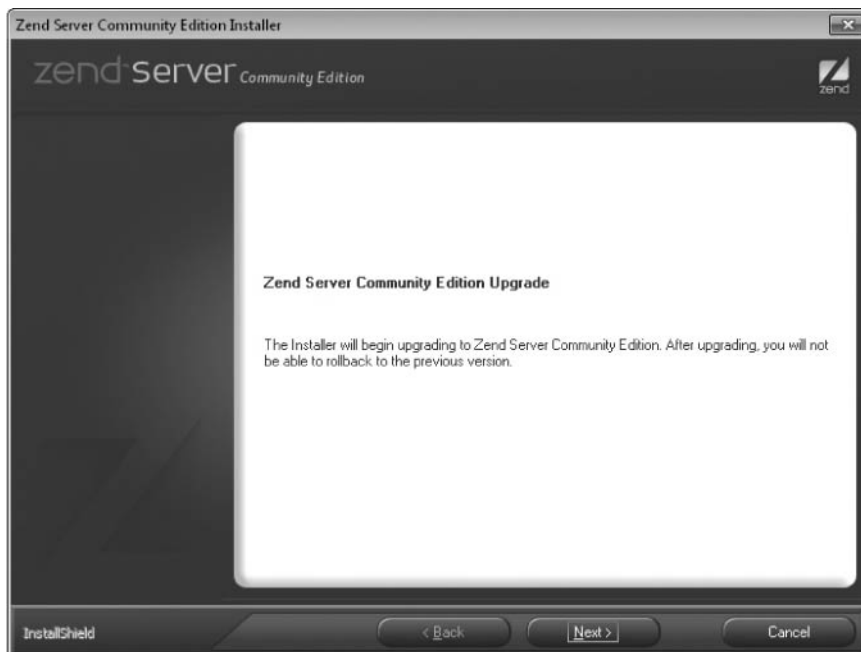 Zend Server Community Edition Installer
zend server Community Edition
zend
Zend Server Community Edition Upgrade
The Installer will begin upgrading to Zend Server Community Edition. After upgrading, you will not
be able to rollback to the previous version.
InstallShield
< Back
Next >
Cancel